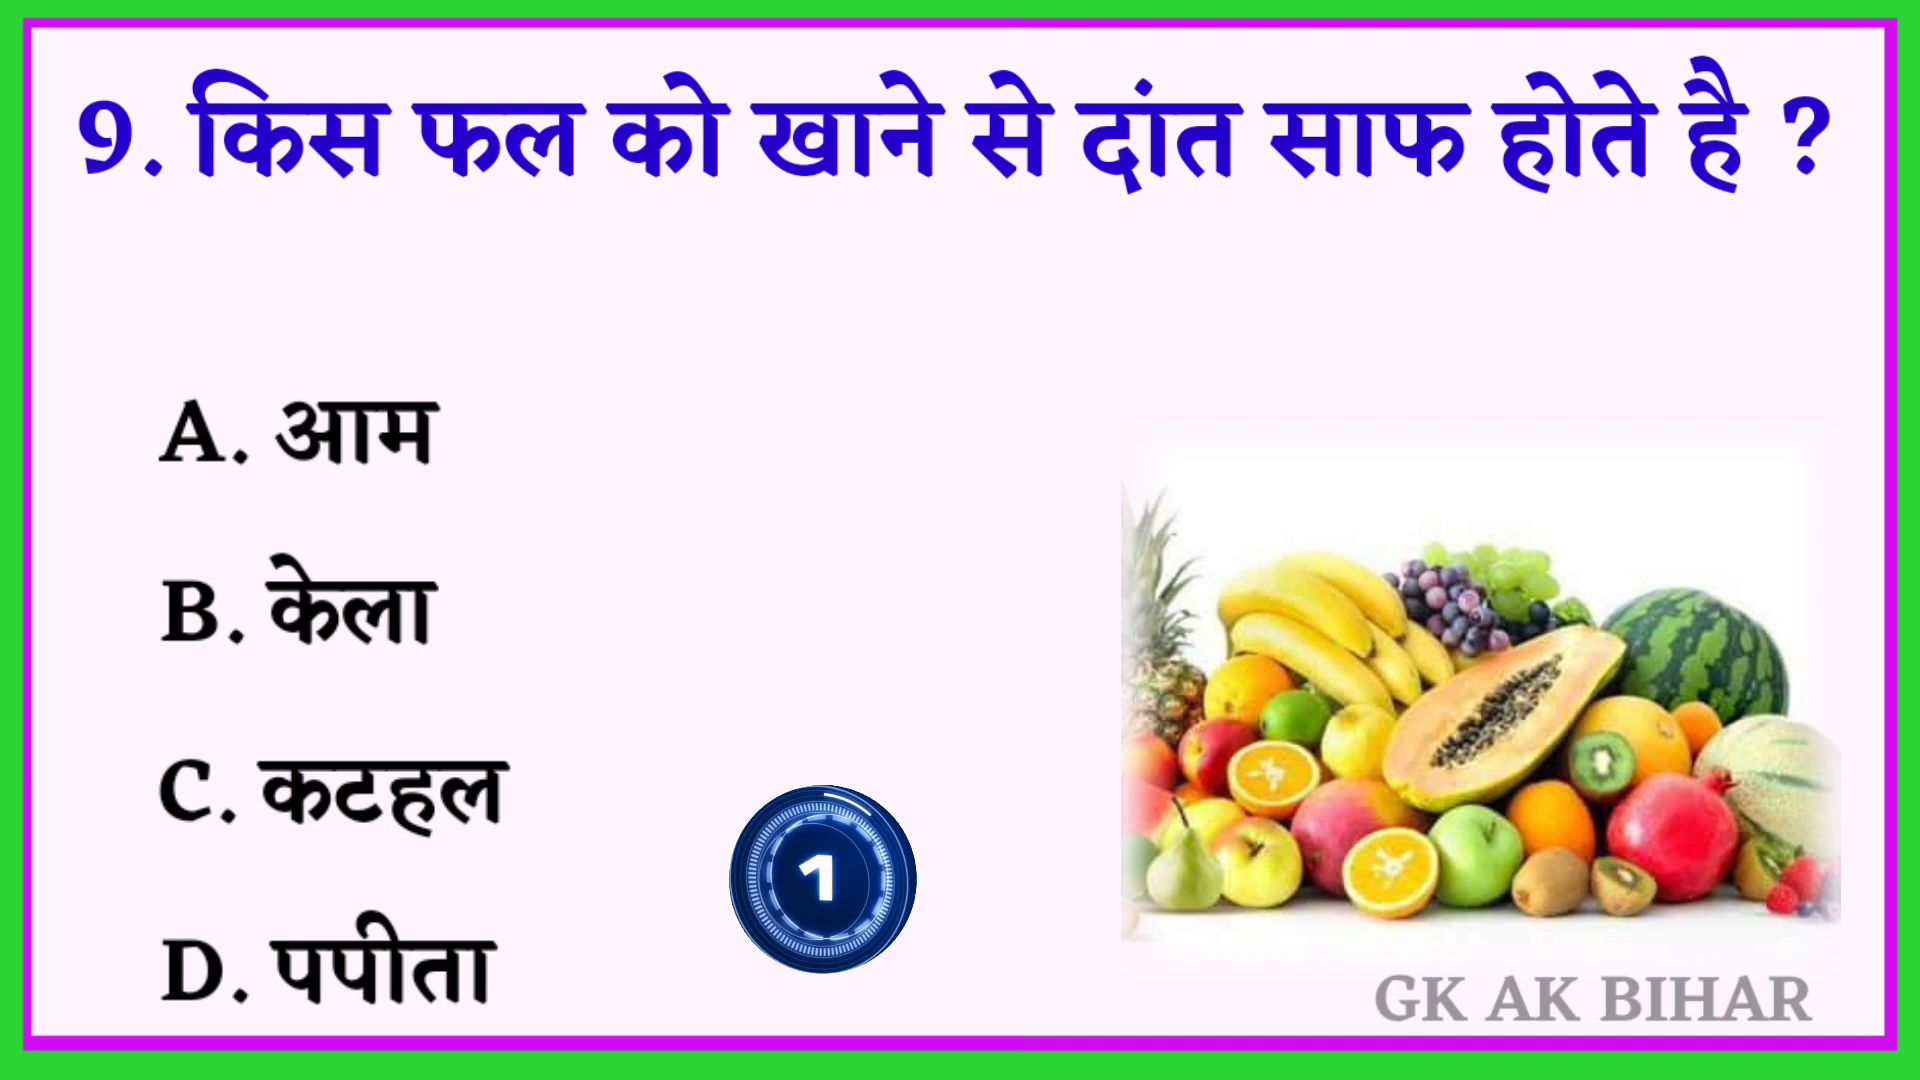 9. किस फल को खाने से दांत साफ होते है ?
A. आम
B. केला
C. कटहल
1
D. पपीता
GK AK BIHAR